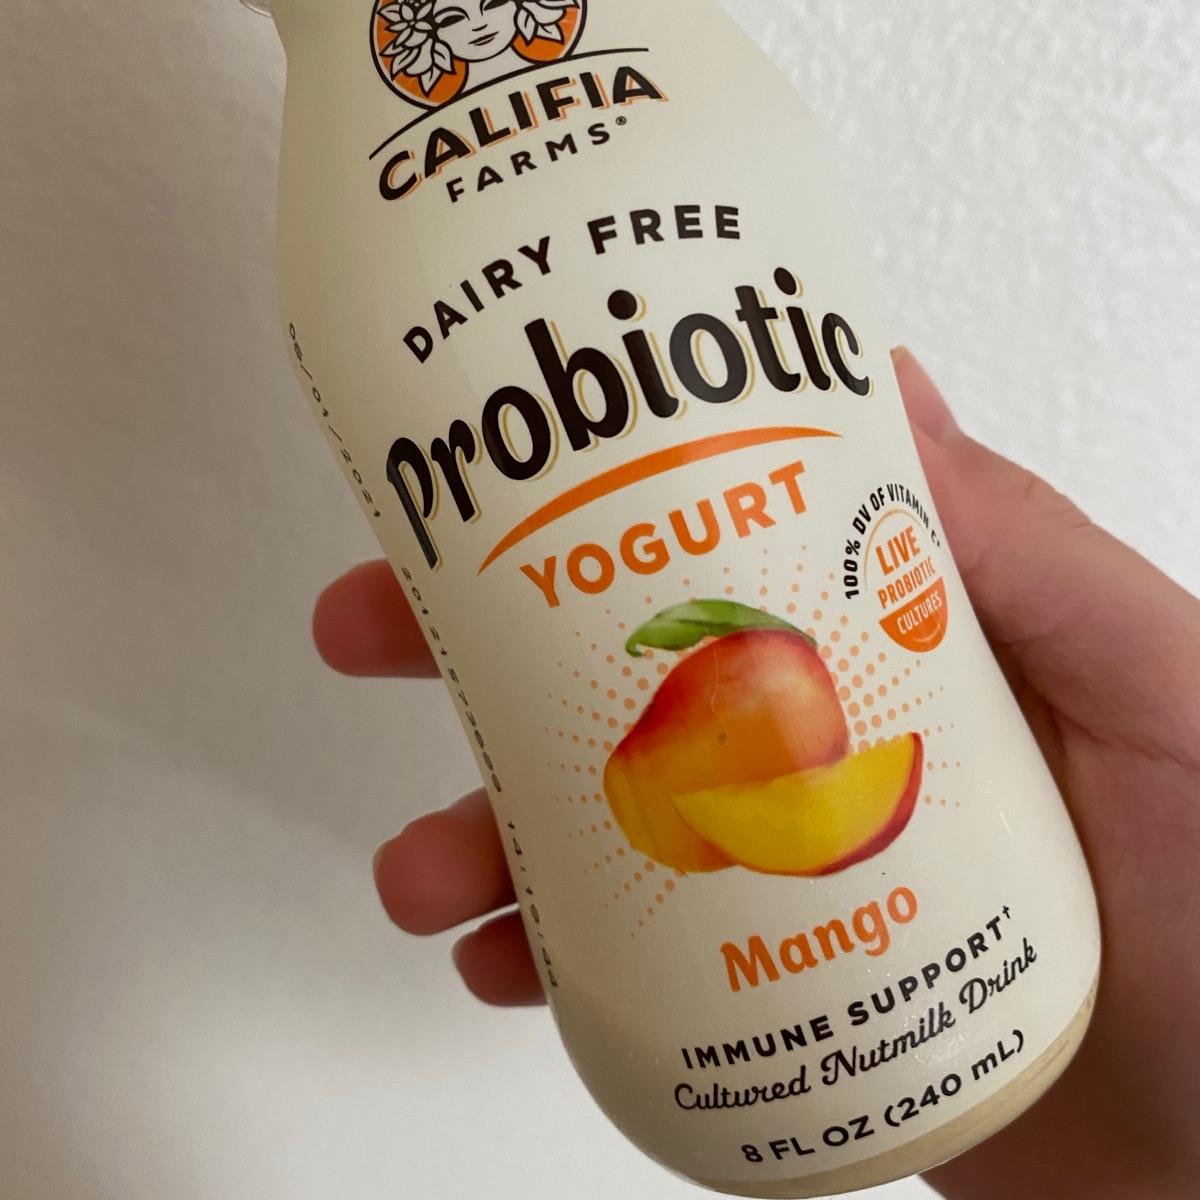 CALIFIA
FARMS®
DAIRY FREE
Probiotic
YOGURT
100% DV OF VITAMIN C*
LIVE
PROBIOTIC
CULTURES
Mango
IMMUNE SUPPORT†
Cultured Nutmilk Drink
8 FL OZ (240 mL)